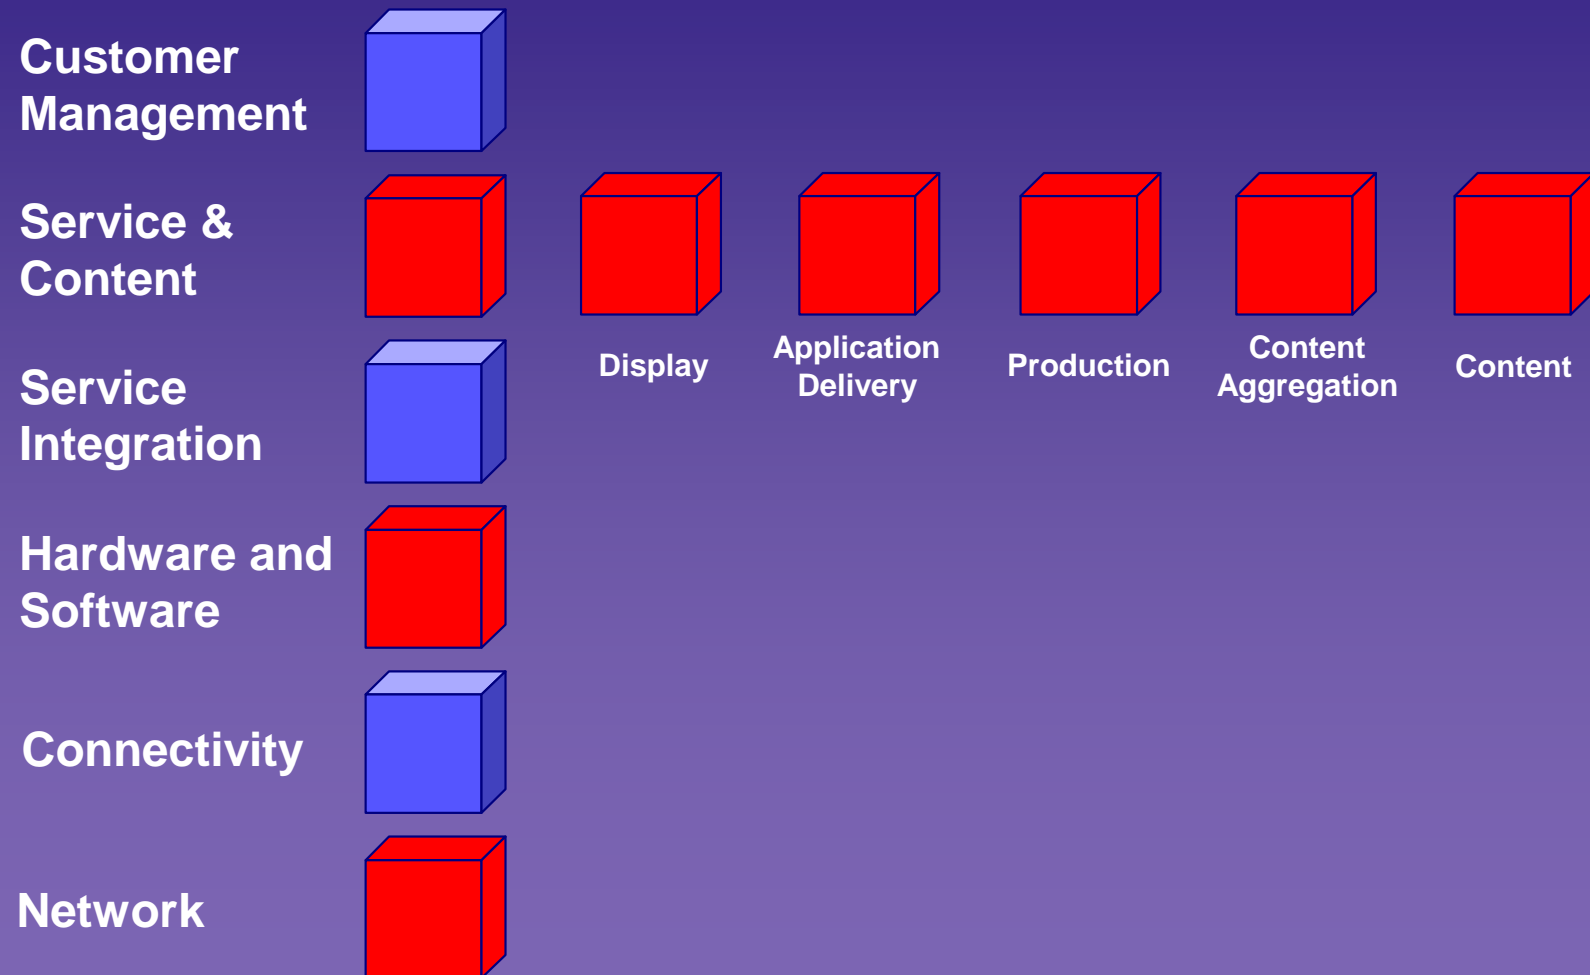 Customer
Management
Service &
Content
Display
Application
Delivery
Production
Content
Aggregation
Content
Service
Integration
Hardware and
Software
Connectivity
Network